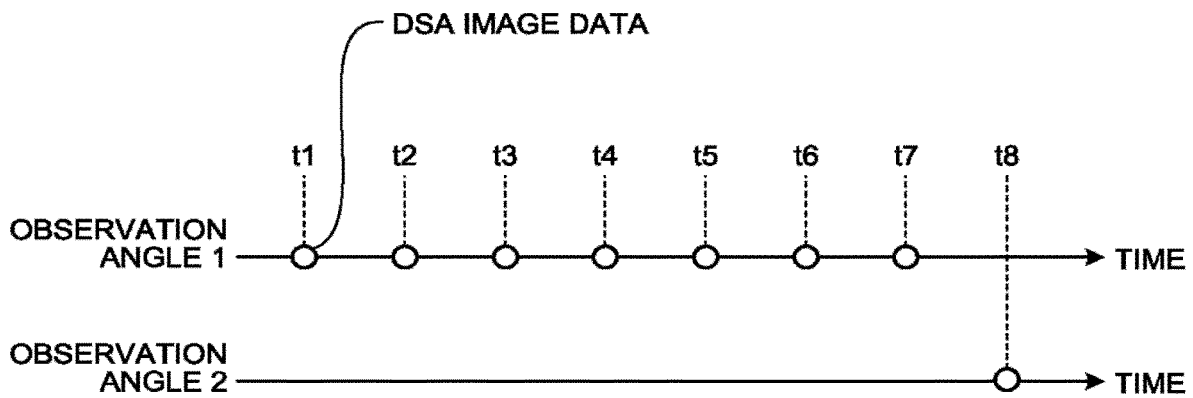 DSA IMAGE DATA
t1 t2 t3 t4 t5 t6 t7 t8
OBSERVATION
ANGLE 1
TIME
OBSERVATION
ANGLE 2
TIME